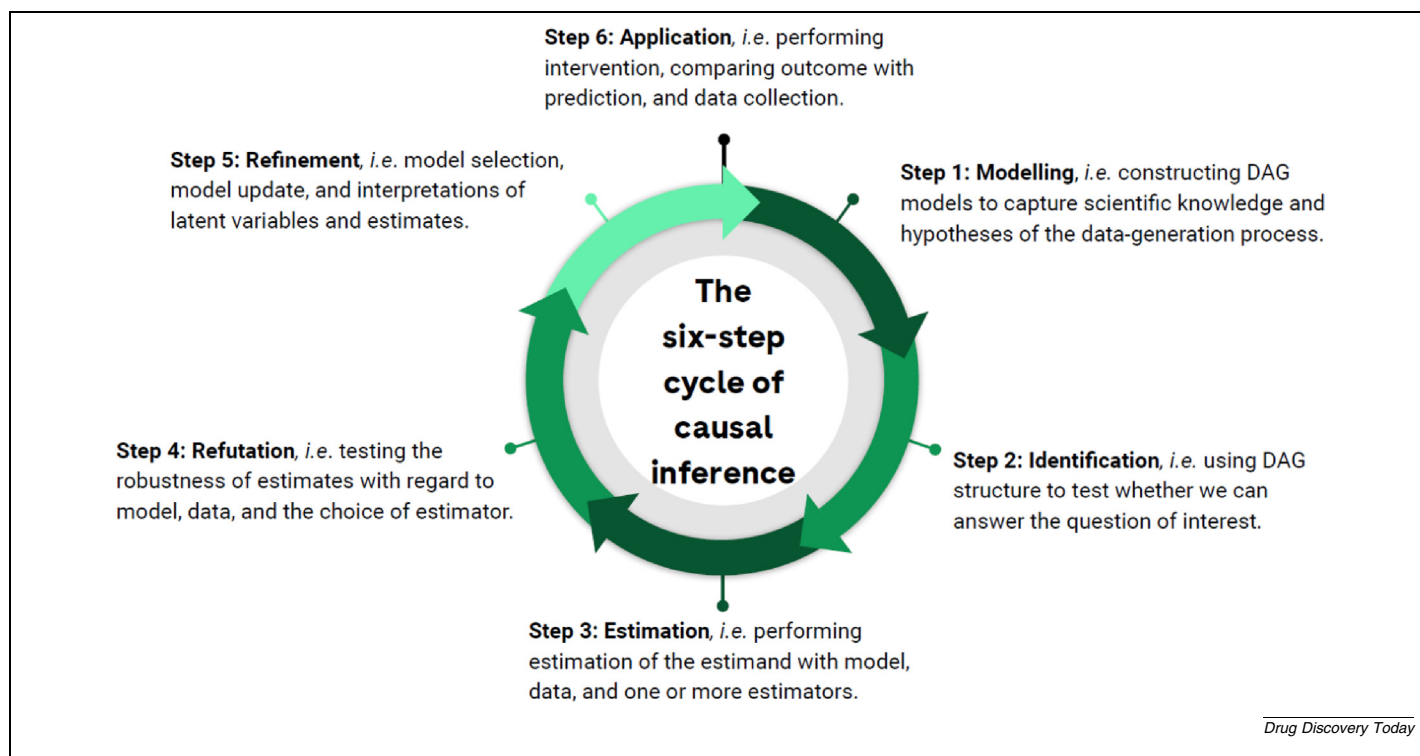 Step 6: Application, i.e. performing
intervention, comparing outcome with
prediction, and data collection.
Step 5: Refinement, i.e. model selection,
model update, and interpretations of
latent variables and estimates.
Step 1: Modelling, i.e. constructing DAG
models to capture scientific knowledge and
hypotheses of the data-generation process.
The
six-step
cycle of
causal
inference
Step 4: Refutation, i.e. testing the
robustness of estimates with regard to
model, data, and the choice of estimator.
Step 2: Identification, i.e. using DAG
structure to test whether we can
answer the question of interest.
Step 3: Estimation, i.e. performing
estimation of the estimand with model,
data, and one or more estimators.
Drug Discovery Today